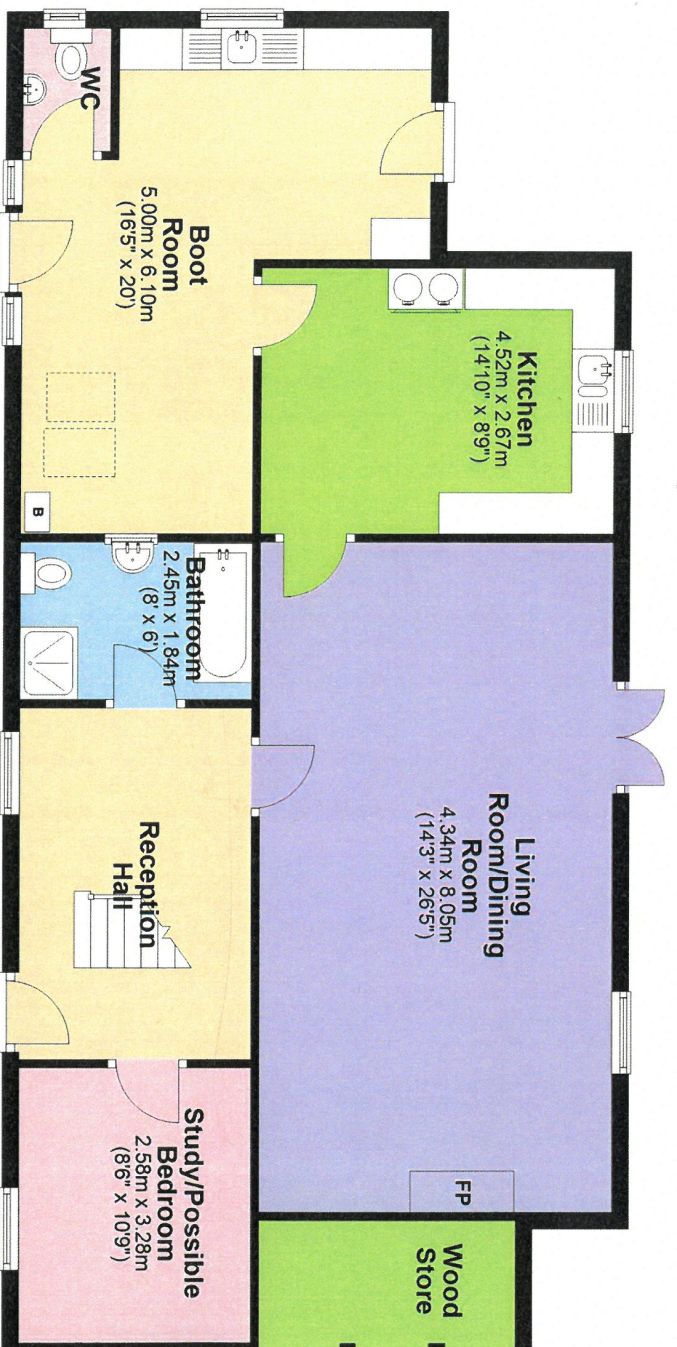 WC
Boot
Room
5.00m x 6.10m
(16'5" x 20')
Kitchen
4.52m x 2.67m
(14'10" x 8'9")
B
Bathroom
2.45m x 1.84m
(8' x 6')
Living
Room/Dining
Room
4.34m x 8.05m
(14'3" x 26'5")
Reception
Hall
FP
Study/Possible
Bedroom
2.58m x 3.28m
(8'6" x 10'9")
Wood
Store